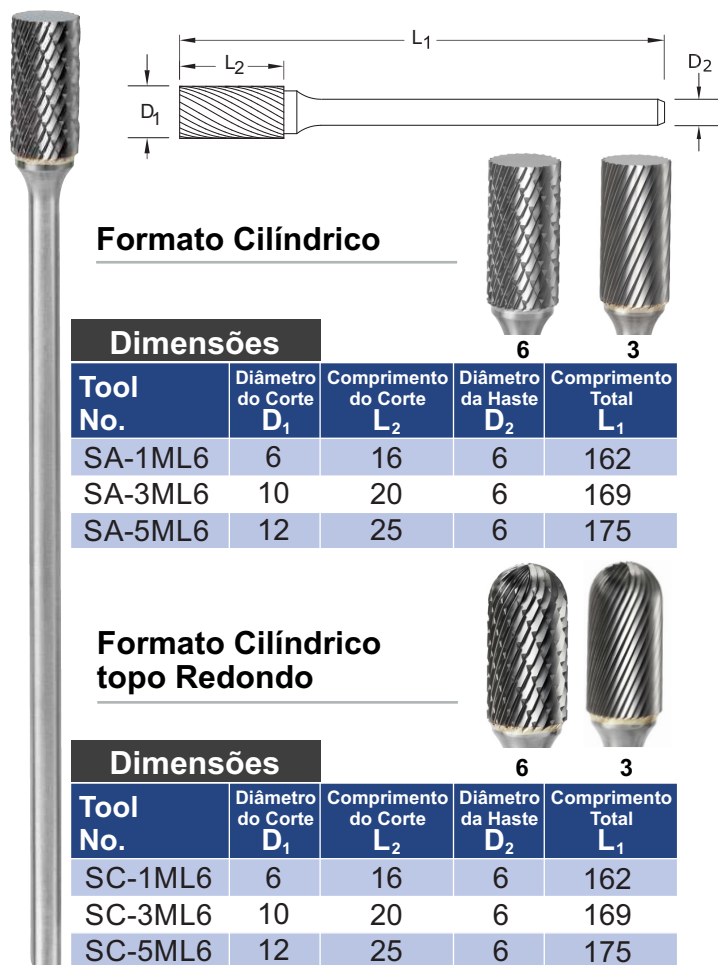 L1
L2
D1
D2
Formato Cilíndrico
6 3
Dimensões
Tool No. Diâmetro do Corte D1 Comprimento do Corte L2 Diâmetro da Haste D2 Comprimento Total L1
SA-1ML6 6 16 6 162
SA-3ML6 10 20 6 169
SA-5ML6 12 25 6 175
Formato Cilíndrico
topo Redondo
6 3
Dimensões
Tool No. Diâmetro do Corte D1 Comprimento do Corte L2 Diâmetro da Haste D2 Comprimento Total L1
SC-1ML6 6 16 6 162
SC-3ML6 10 20 6 169
SC-5ML6 12 25 6 175